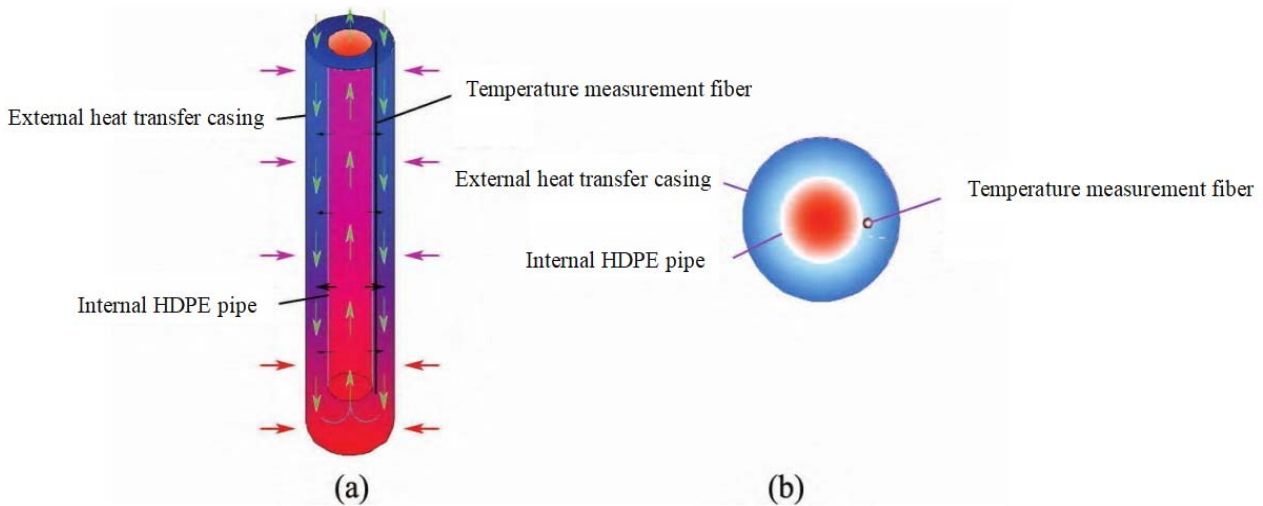 External heat transfer casing
Temperature measurement fiber
Internal HDPE pipe
(a)
External heat transfer casing
Temperature measurement fiber
Internal HDPE pipe
(b)